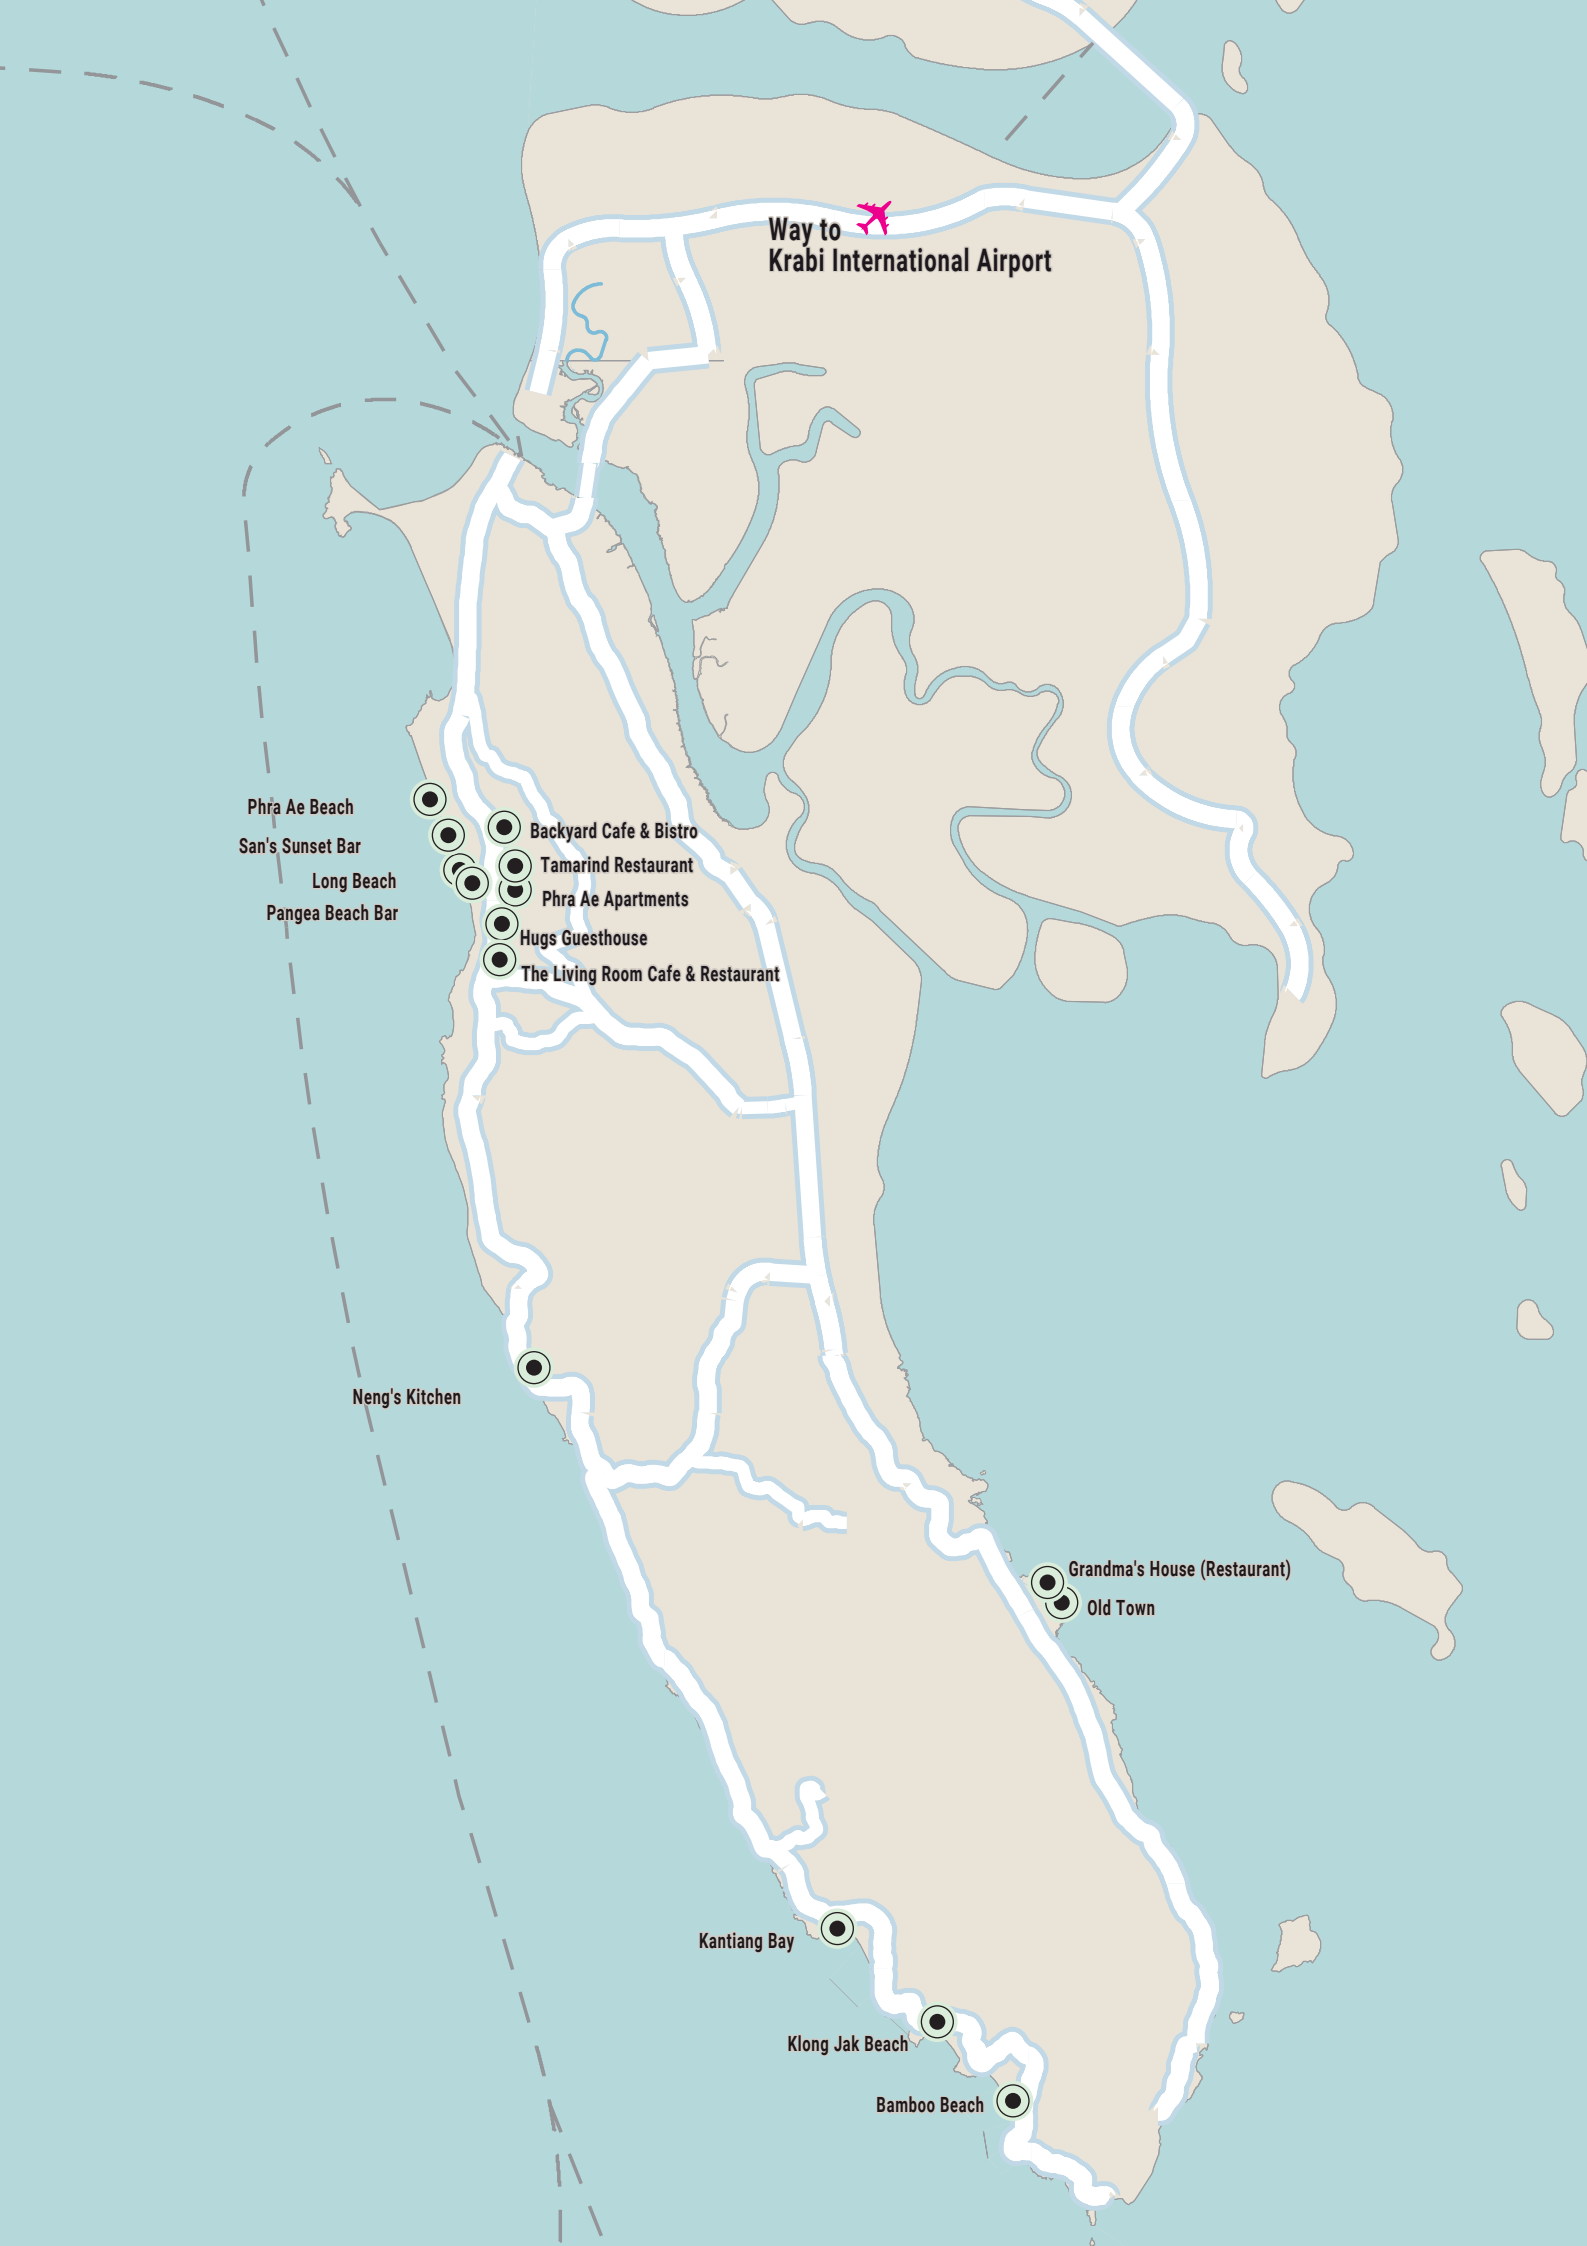 Way to
Krabi International Airport
Phra Ae Beach
San's Sunset Bar
Long Beach
Pangea Beach Bar
Backyard Cafe & Bistro
Tamarind Restaurant
Phra Ae Apartments
Hugs Guesthouse
The Living Room Cafe & Restaurant
Neng's Kitchen
Grandma's House (Restaurant)
Old Town
Kantiang Bay
Klong Jak Beach
Bamboo Beach